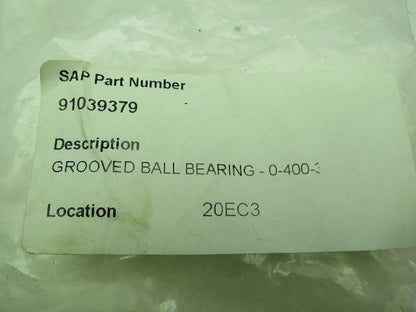 SAP Part Number
91039379
Description
GROOVED BALL BEARING - 0-400-
Location 20EC3